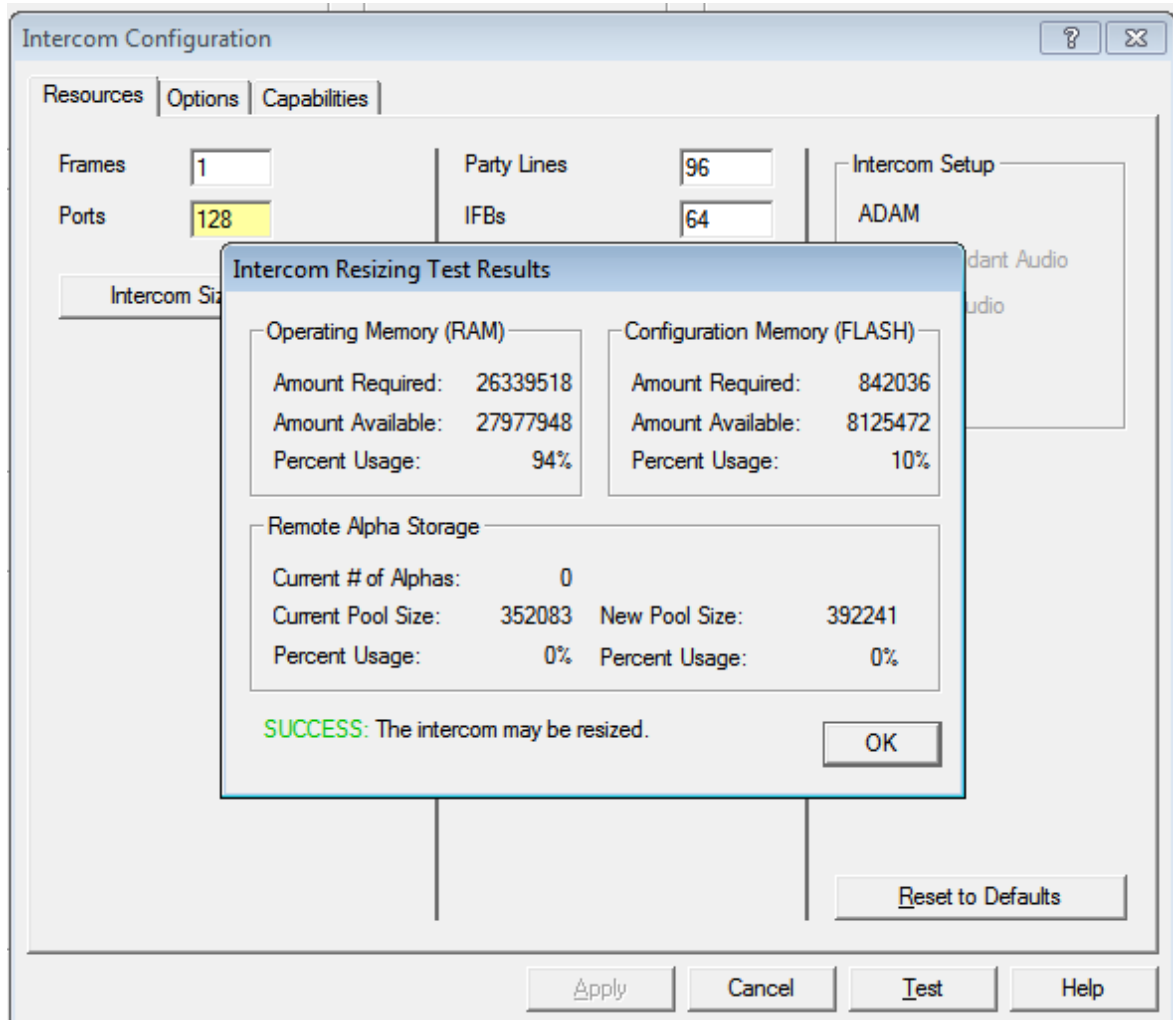 Intercom Configuration
Resources Options Capabilities
Frames 1
Ports 128
Intercom
Party Lines 96
IFBs 64
Intercom Setup
ADAM
Audio
Intercom Resizing Test Results
Operating Memory (RAM)
Amount Required: 26339518
Amount Available: 27977948
Percent Usage: 94%
Configuration Memory (FLASH)
Amount Required: 842036
Amount Available: 8125472
Percent Usage: 10%
Remote Alpha Storage
Current # of Alphas: 0
Current Pool Size: 352083 New Pool Size: 392241
Percent Usage: 0% Percent Usage: 0%
SUCCESS: The intercom may be resized.
OK
Reset to Defaults
Apply Cancel Test Help